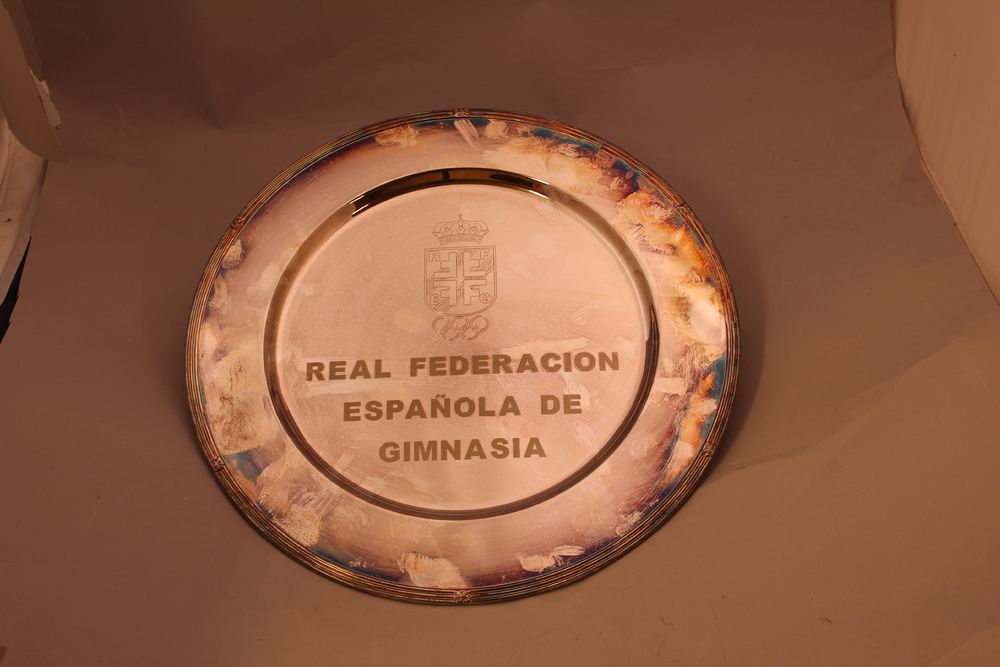 R F
E G
REAL FEDERACION
ESPAÑOLA DE
GIMNASIA